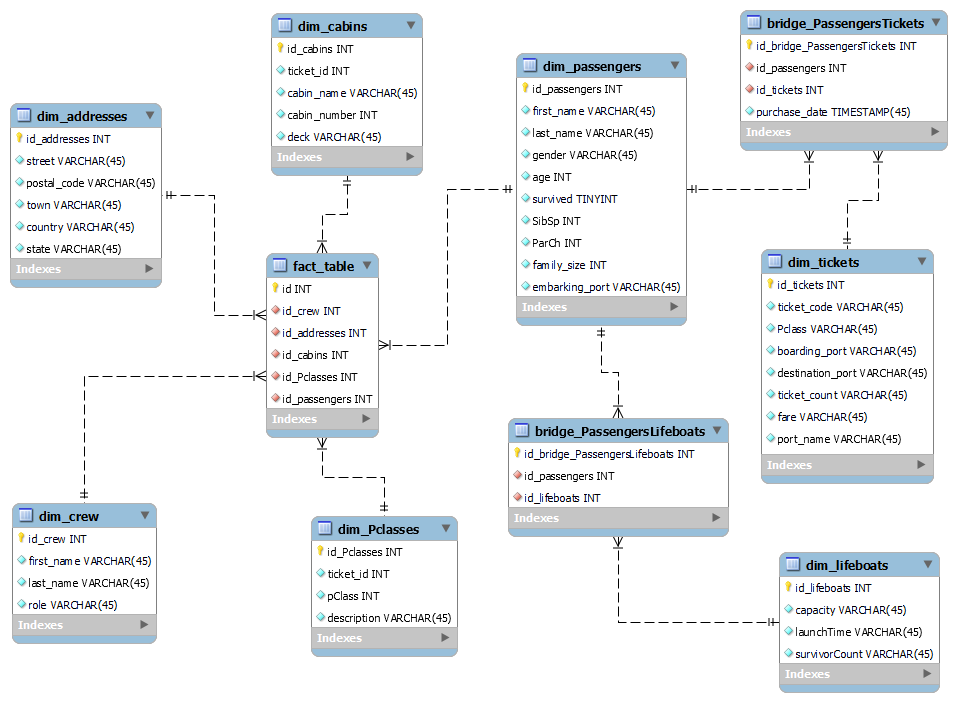 dim_cabins
id_cabins INT
ticket_id INT
cabin_name VARCHAR(45)
cabin_number INT
deck VARCHAR(45)
Indexes
bridge_PassengersTickets
id_bridge_PassengersTickets INT
id_passengers INT
id_tickets INT
purchase_date TIMESTAMP(45)
Indexes
dim_passengers
id_passengers INT
first_name VARCHAR(45)
last_name VARCHAR(45)
gender VARCHAR(45)
age INT
survived TINYINT
SibSp INT
ParCh INT
family_size INT
embarking_port VARCHAR(45)
Indexes
dim_addresses
id_addresses INT
street VARCHAR(45)
postal_code VARCHAR(45)
town VARCHAR(45)
country VARCHAR(45)
state VARCHAR(45)
Indexes
fact_table
id INT
id_crew INT
id_addresses INT
id_cabins INT
id_Pclasses INT
id_passengers INT
Indexes
dim_tickets
id_tickets INT
ticket_code VARCHAR(45)
Pclass VARCHAR(45)
boarding_port VARCHAR(45)
destination_port VARCHAR(45)
ticket_count VARCHAR(45)
fare VARCHAR(45)
port_name VARCHAR(45)
Indexes
bridge_PassengersLifeboats
id_bridge_PassengersLifeboats INT
id_passengers INT
id_lifeboats INT
Indexes
dim_crew
id_crew INT
first_name VARCHAR(45)
last_name VARCHAR(45)
role VARCHAR(45)
Indexes
dim_Pclasses
id_Pclasses INT
ticket_id INT
pClass INT
description VARCHAR(45)
Indexes
dim_lifeboats
id_lifeboats INT
capacity VARCHAR(45)
launchTime VARCHAR(45)
survivorCount VARCHAR(45)
Indexes